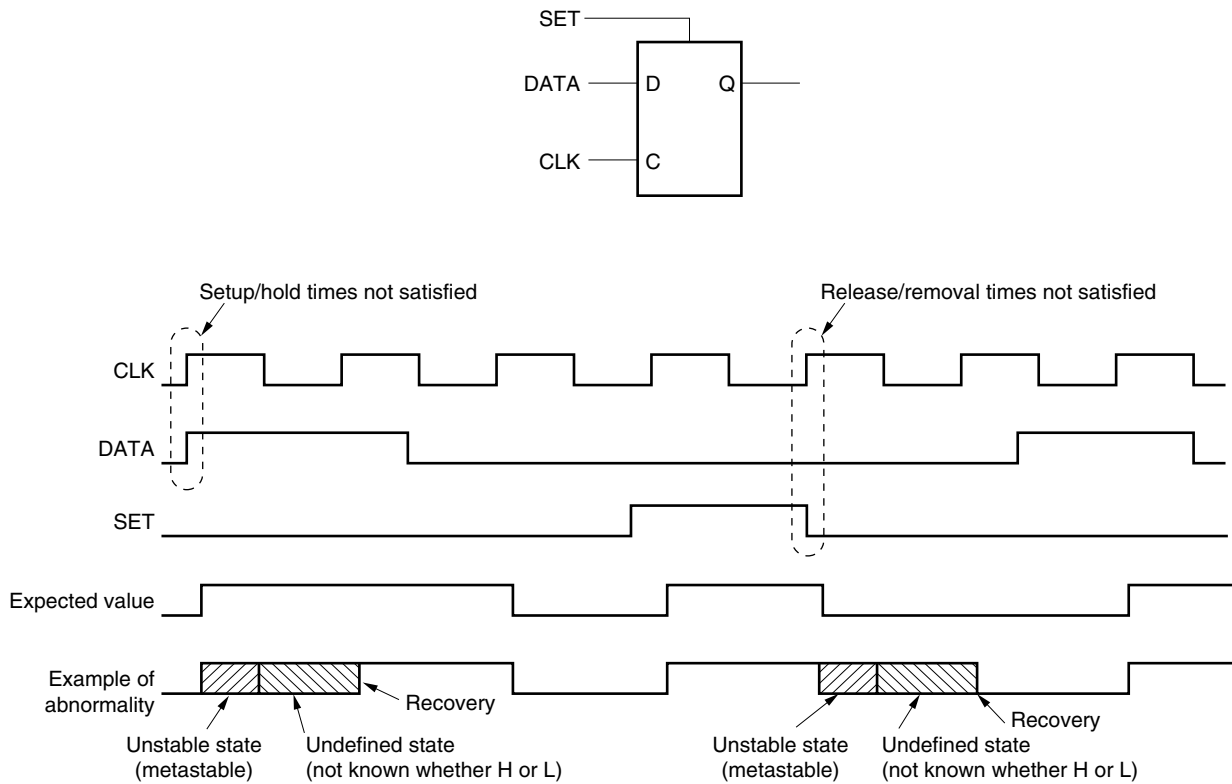 SET
DATA
D
Q
CLK
C
Setup/hold times not satisfied
Release/removal times not satisfied
CLK
DATA
SET
Expected value
Example of
abnormality
Recovery
Recovery
Unstable state
(metastable)
Undefined state
(not known whether H or L)
Unstable state
(metastable)
Undefined state
(not known whether H or L)